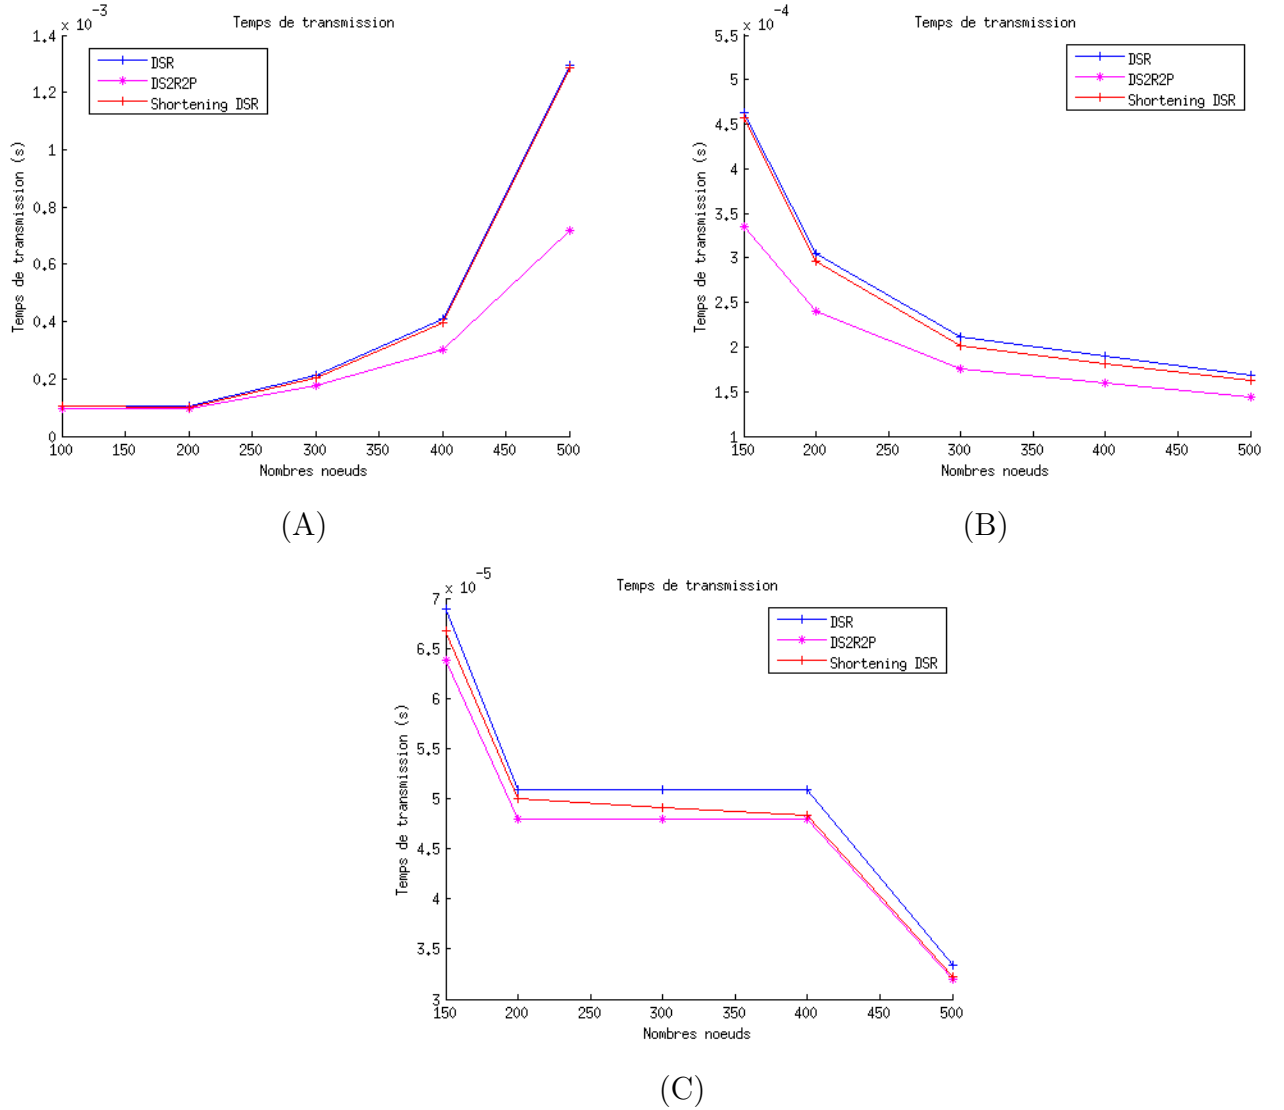 Temps de transmission
× 10 -3
1.4
1.2
1
0.8
0.6
0.4
0.2
0
Temps de transmission (s)
DSR
DS2R2P
Shortening DSR
100 150 200 250 300 350 400 450 500
Nombres noeuds
(A)
Temps de transmission
× 10 -4
5.5
5
4.5
4
3.5
3
2.5
2
1.5
1
Temps de transmission (s)
DSR
DS2R2P
Shortening DSR
150 200 250 300 350 400 450 500
Nombres noeuds
(B)
Temps de transmission
× 10 -5
7
6.5
6
5.5
5
4.5
4
3.5
3
Temps de transmission (s)
DSR
DS2R2P
Shortening DSR
150 200 250 300 350 400 450 500
Nombres noeuds
(C)